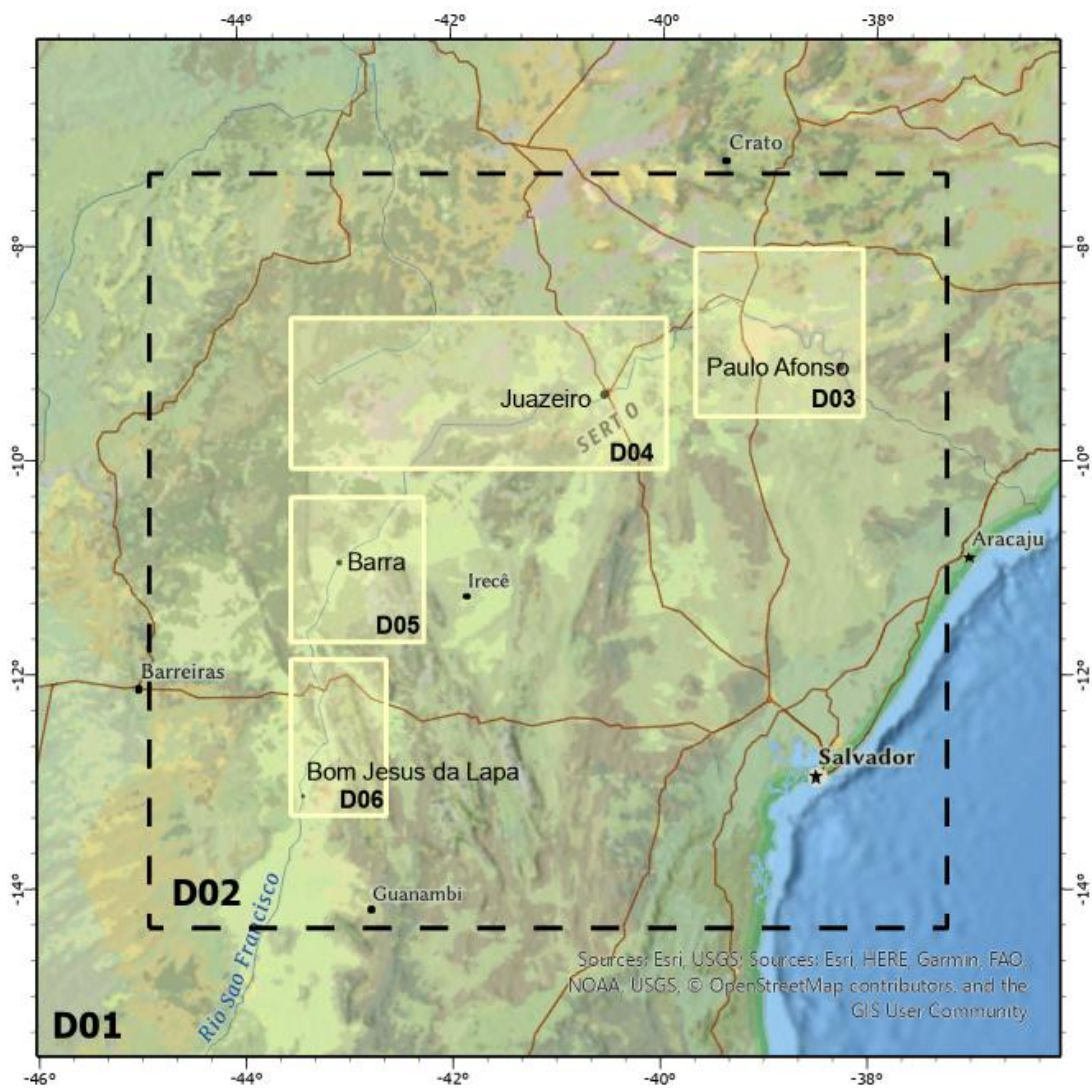 -44° -42° -40° -38°
Crato
-8° -8°
Paulo Afonso
Juazeiro
D03
SERT O
D04
-10° -10°
Aracaju
Barra
Irecê
D05
Barreiras
-12° -12°
Salvador
Bom Jesus da Lapa
D06
-14° -14°
D02
Guanambi
Rio Sao Francisco
Sources: Esri, USGS; Sources: Esri, HERE, Garmin, FAO,
NOAA, USGS, © OpenStreetMap contributors, and the
GIS User Community
D01
-46° -44° -42° -40° -38°